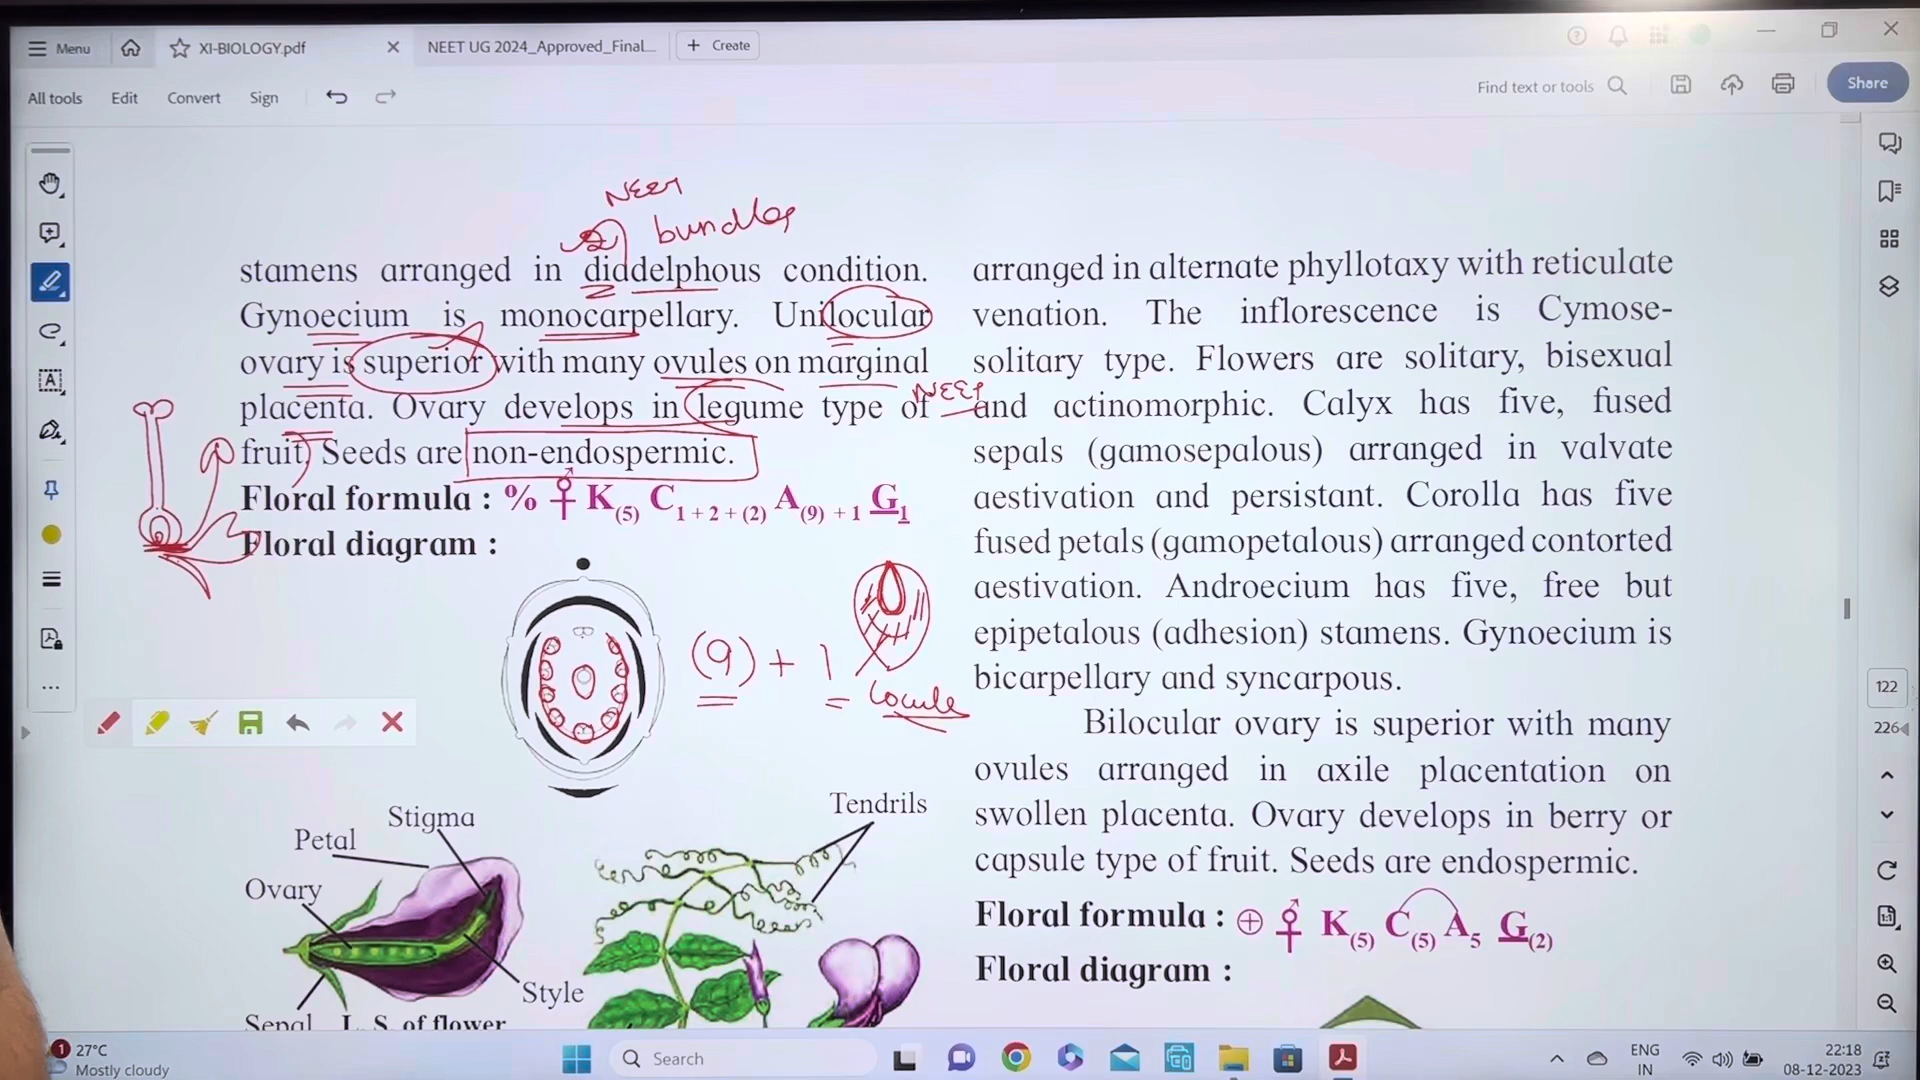 Menu
XI-BIOLOGY.pdf
NEET UG 2024_Approved_Final...
+ Create
All tools
Edit
Convert
Sign
Find text or tools
Share
NEET
2 bundles
stamens arranged in diadelphous condition.
Gynoecium is monocarpellary. Unilocular
ovary is superior with many ovules on marginal
placenta. Ovary develops in legume type of
NEET
fruit. Seeds are non-endospermic.
Floral formula : % ⚥ K(5) C1 + 2 + (2) A(9) + 1 G1
Floral diagram :
(9) + 1
locule
Tendrils
Stigma
Petal
Ovary
Style
Sepal
L. S. of flower
arranged in alternate phyllotaxy with reticulate
venation. The inflorescence is Cymose-
solitary type. Flowers are solitary, bisexual
and actinomorphic. Calyx has five, fused
sepals (gamosepalous) arranged in valvate
aestivation and persistant. Corolla has five
fused petals (gamopetalous) arranged contorted
aestivation. Androecium has five, free but
epipetalous (adhesion) stamens. Gynoecium is
bicarpellary and syncarpous.
Bilocular ovary is superior with many
ovules arranged in axile placentation on
swollen placenta. Ovary develops in berry or
capsule type of fruit. Seeds are endospermic.
Floral formula : ⊕ ⚥ K(5) C(5) A5 G(2)
Floral diagram :
122
226
1
27°C
Mostly cloudy
Search
ENG
IN
22:18
08-12-2023